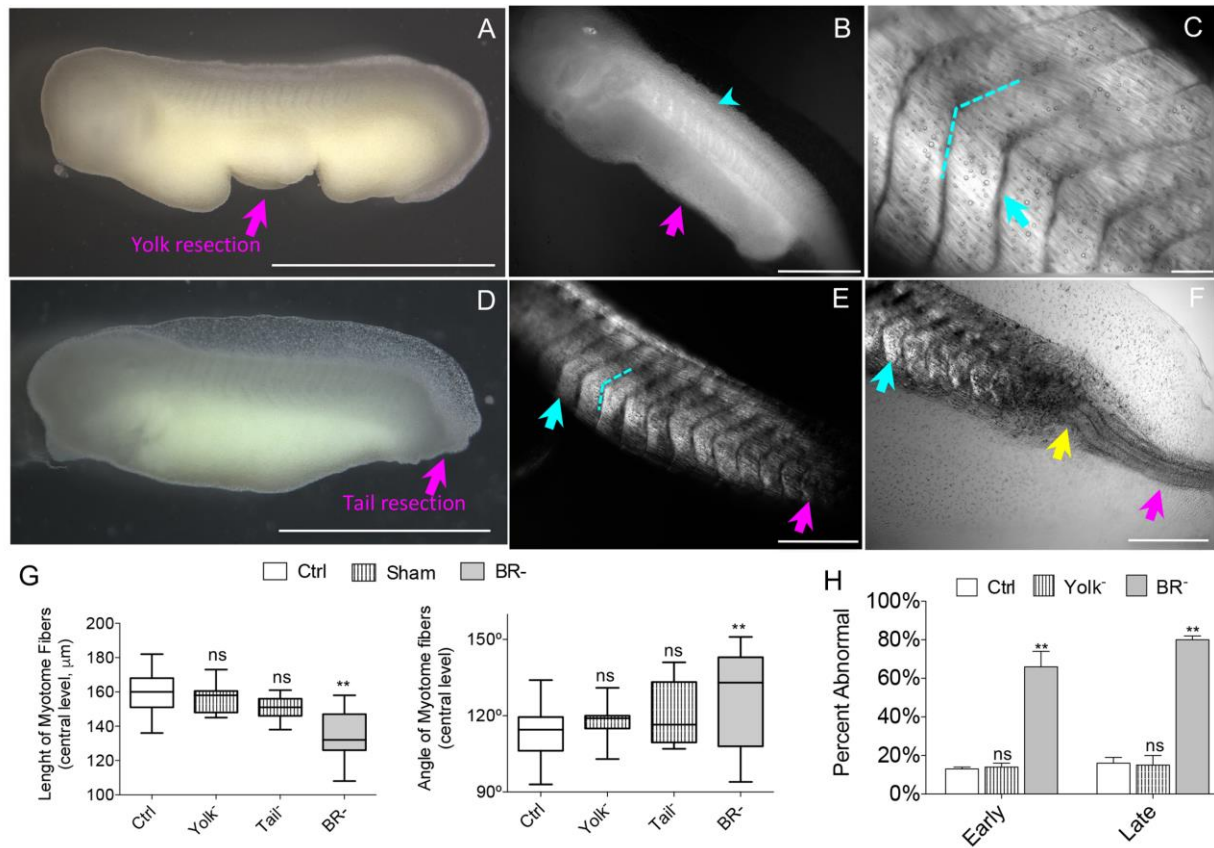 A
B
C
Yolk resection
D
E
F
Tail resection
G
Ctrl Sham BR-
Lenght of Myotome Fibers
(central level, µm)
200
180
160
140
120
100
ns
ns
**
Ctrl
Yolk⁻
Tail⁻
BR-
Angle of Myotome fibers
(central level)
150º
120º
90º
ns
ns
**
Ctrl
Yolk⁻
Tail⁻
BR-
H
Ctrl Yolk⁻ BR⁻
Percent Abnormal
100%
80%
60%
40%
20%
0%
ns
**
ns
**
Early
Late